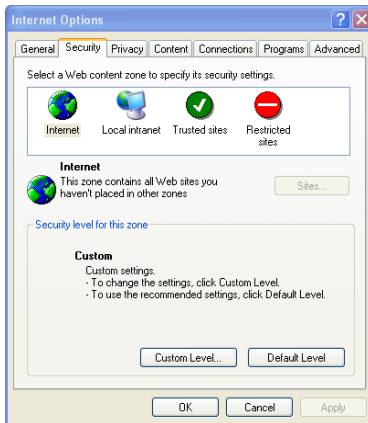 Internet Options
General Security Privacy Content Connections Programs Advanced
Select a Web content zone to specify its security settings.
Internet Local intranet Trusted sites Restricted
sites
Internet
This zone contains all Web sites you
haven't placed in other zones
Sites...
Security level for this zone
Custom
Custom settings.
- To change the settings, click Custom Level.
- To use the recommended settings, click Default Level.
Custom Level... Default Level
OK Cancel Apply